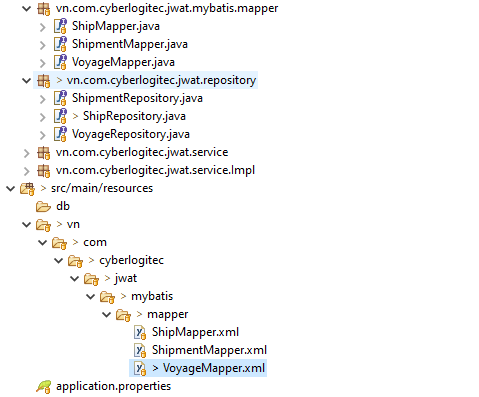 vn.com.cyberlogitec.jwat.mybatis.mapper
ShipMapper.java
ShipmentMapper.java
VoyageMapper.java
> vn.com.cyberlogitec.jwat.repository
ShipmentRepository.java
> ShipRepository.java
VoyageRepository.java
vn.com.cyberlogitec.jwat.service
vn.com.cyberlogitec.jwat.service.Impl
> src/main/resources
db
> vn
> com
> cyberlogitec
> jwat
> mybatis
> mapper
ShipMapper.xml
ShipmentMapper.xml
> VoyageMapper.xml
application.properties